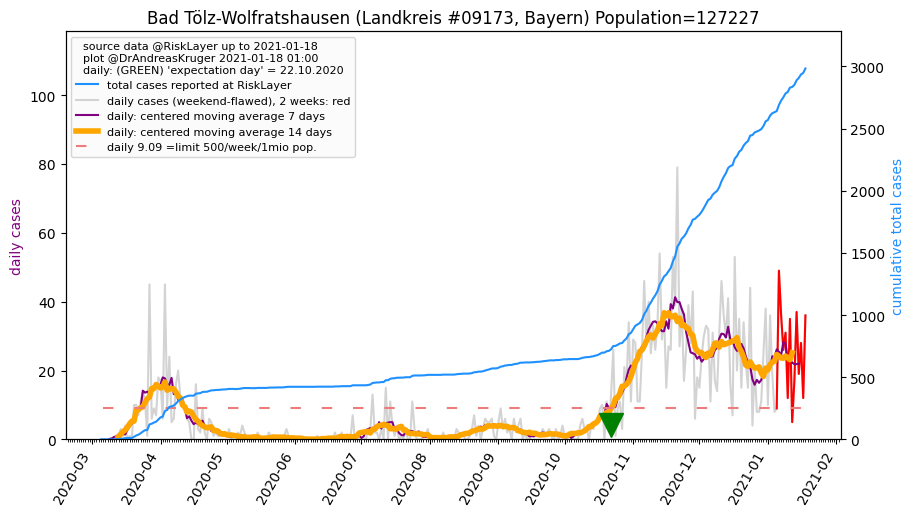 Bad Tölz-Wolfratshausen (Landkreis #09173, Bayern) Population=127227
source data @RiskLayer up to 2021-01-18
plot @DrAndreasKruger 2021-01-18 01:00
daily: (GREEN) 'expectation day' = 22.10.2020
total cases reported at RiskLayer
daily cases (weekend-flawed), 2 weeks: red
daily: centered moving average 7 days
daily: centered moving average 14 days
daily 9.09 =limit 500/week/1mio pop.
daily cases
100
80
60
40
20
0
cumulative total cases
3000
2500
2000
1500
1000
500
0
2020-03
2020-04
2020-05
2020-06
2020-07
2020-08
2020-09
2020-10
2020-11
2020-12
2021-01
2021-02